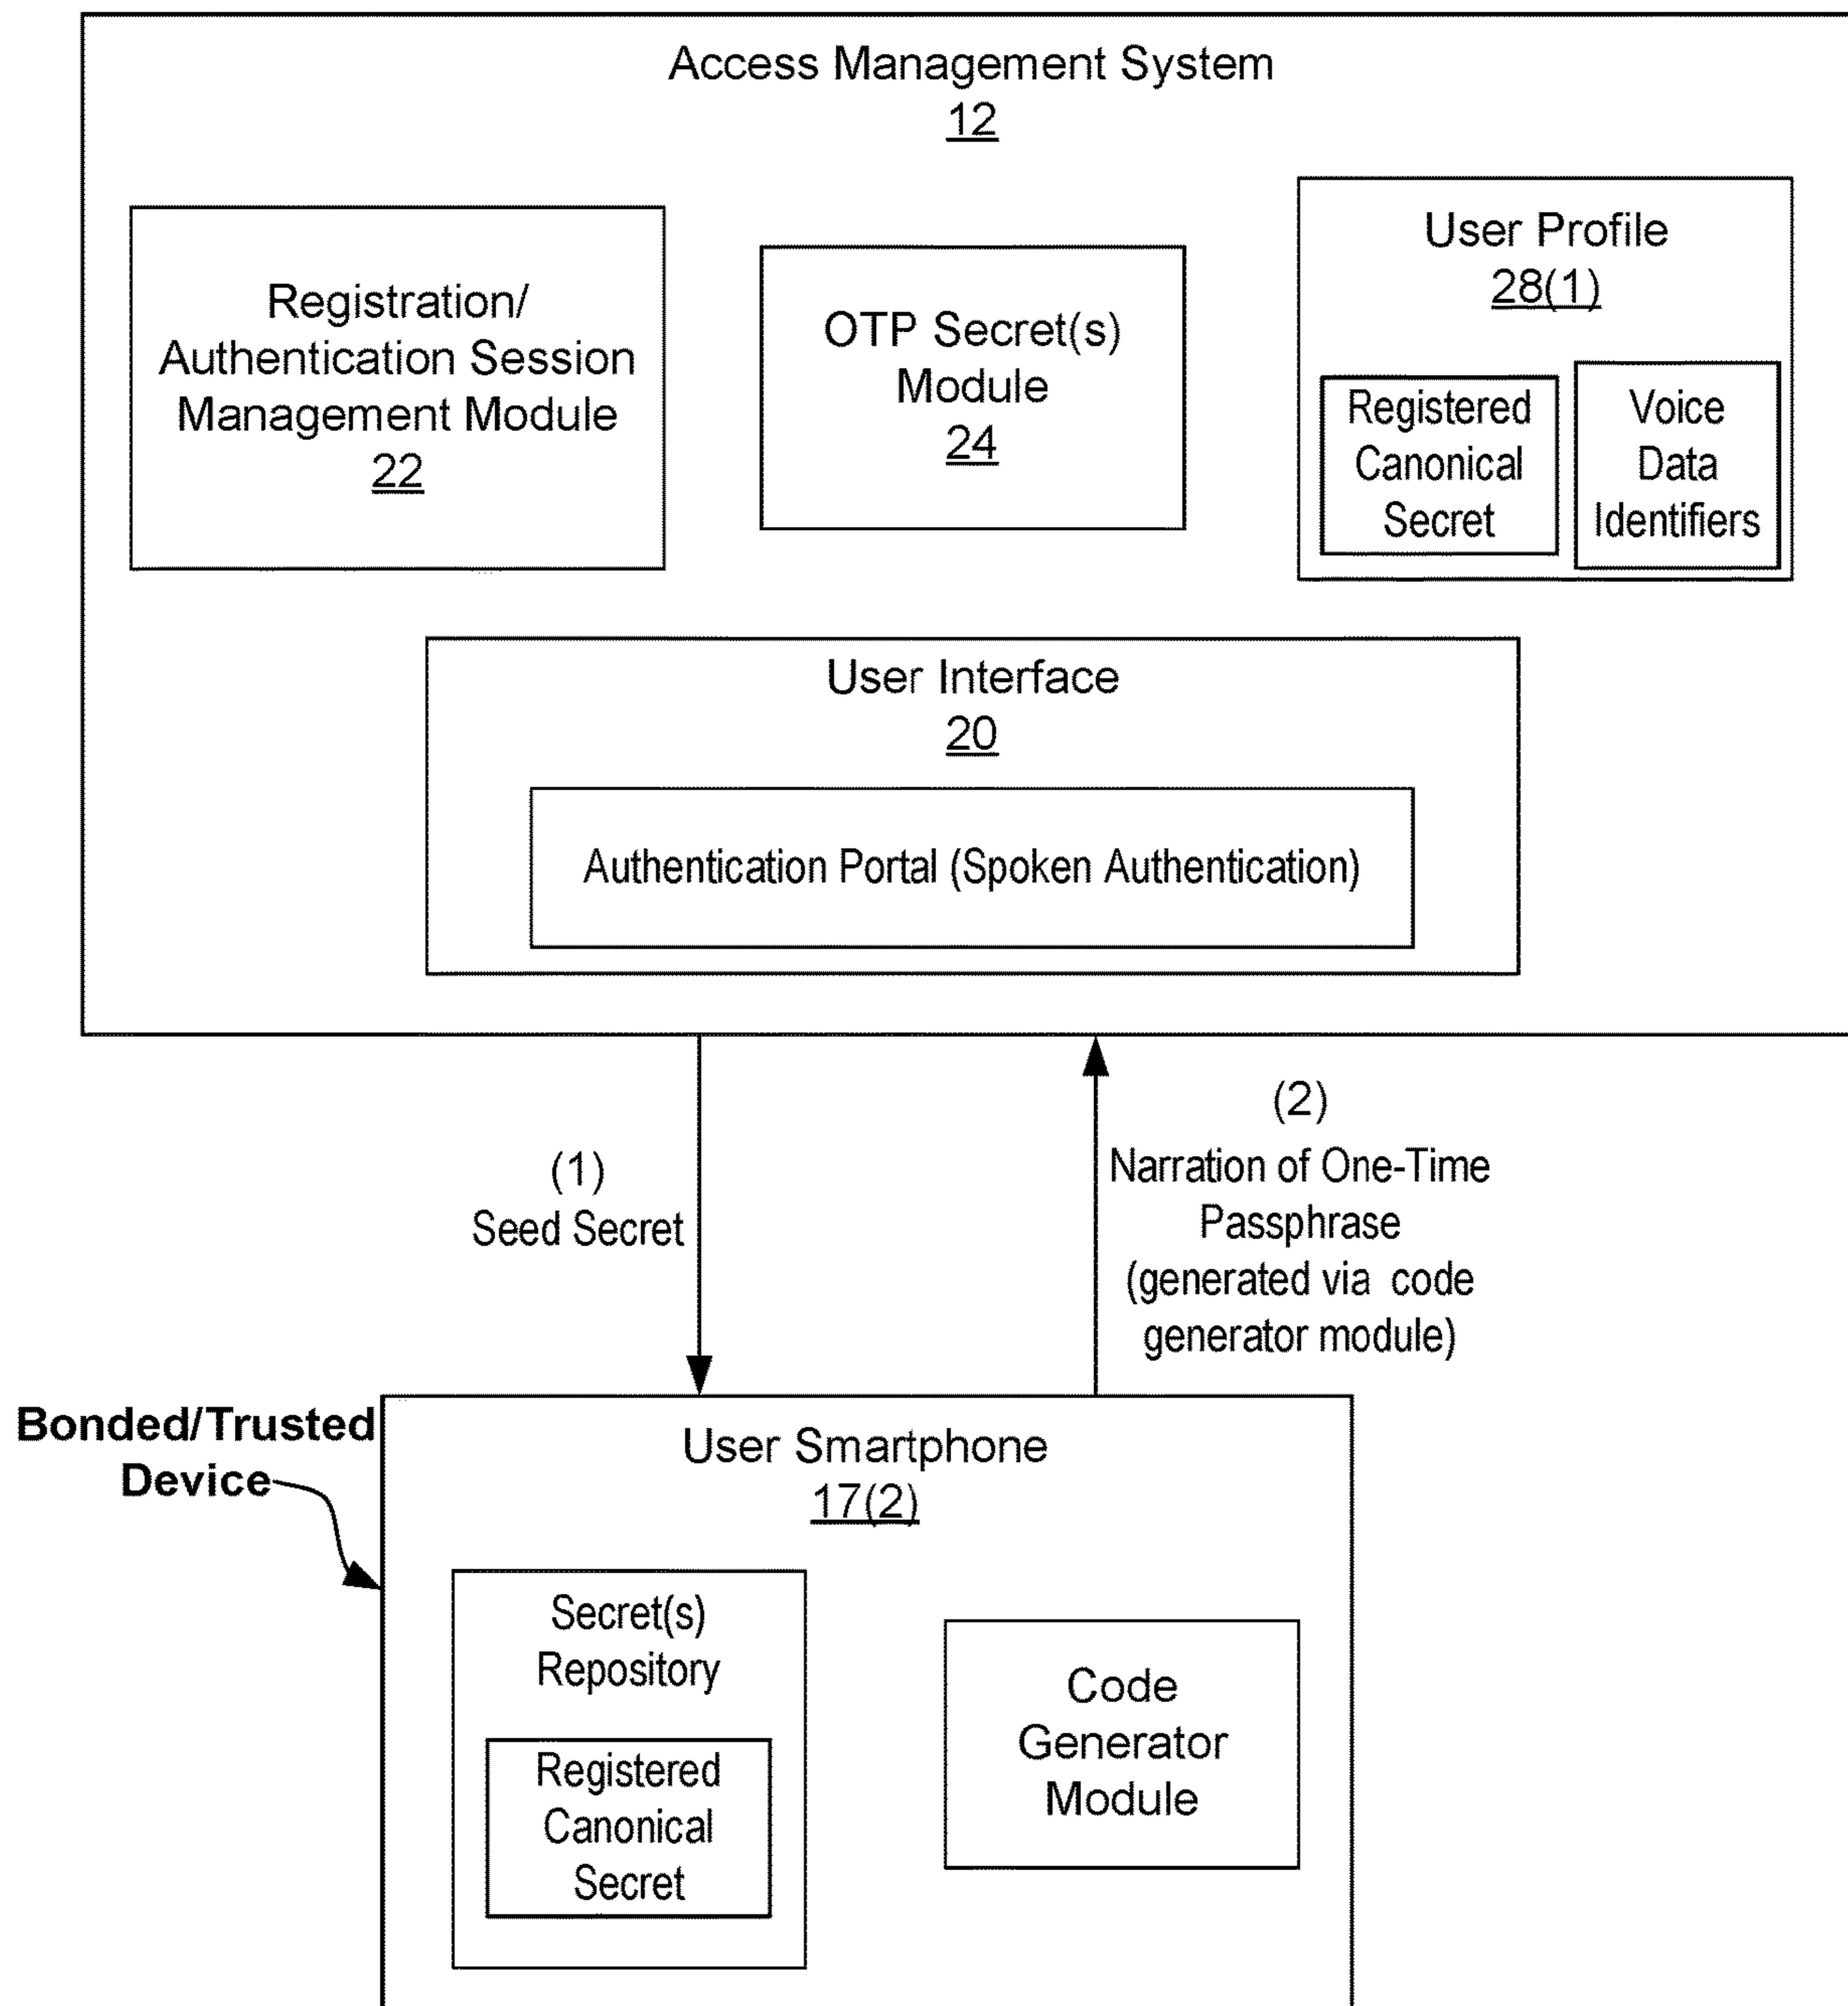 Access Management System
12
Registration/
Authentication Session
Management Module
22
OTP Secret(s)
Module
24
User Profile
28(1)
Registered
Canonical
Secret
Voice
Data
Identifiers
User Interface
20
Authentication Portal (Spoken Authentication)
(1)
Seed Secret
(2)
Narration of One-Time
Passphrase
(generated via code
generator module)
Bonded/Trusted
Device
User Smartphone
17(2)
Secret(s)
Repository
Registered
Canonical
Secret
Code
Generator
Module